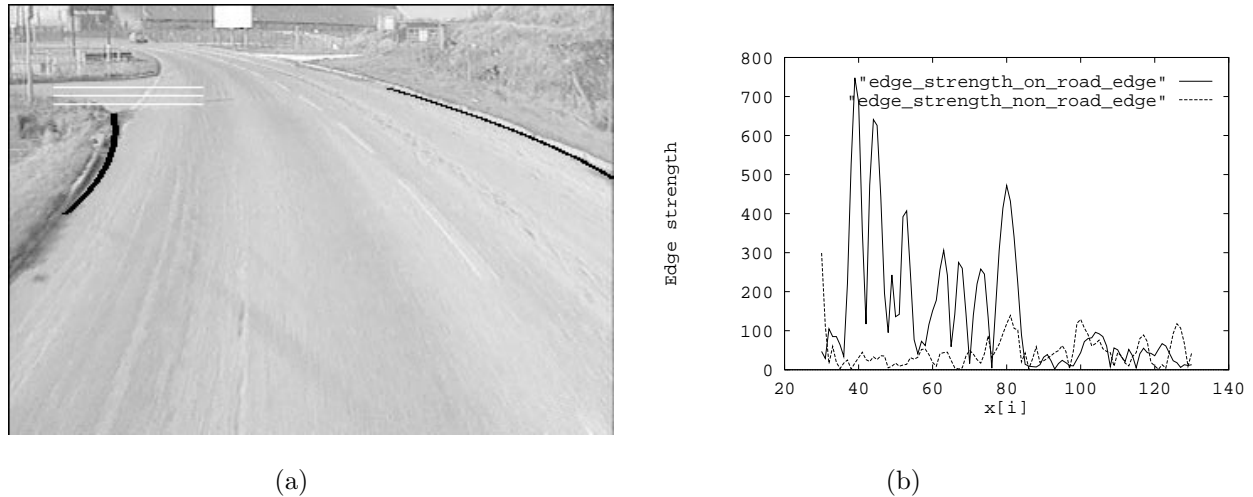 800
700
600
500
400
300
200
100
0
20 40 60 80 100 120 140
Edge strength
x[i]
"edge_strength_on_road_edge"
"edge_strength_non_road_edge"
(a) (b)